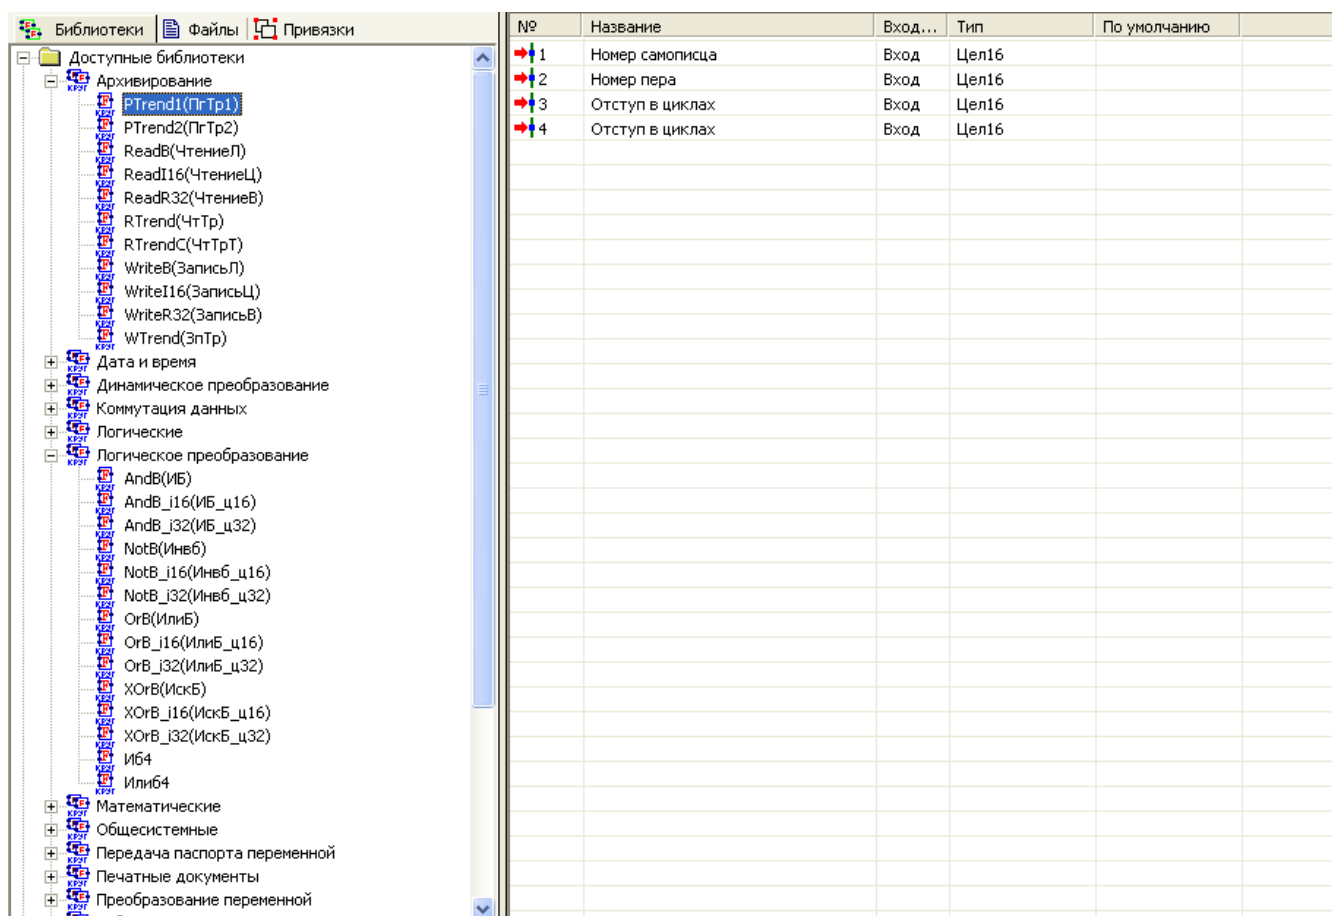 Библиотеки Файлы Привязки
Доступные библиотеки
Архивирование
PTrend1(ПгТр1)
PTrend2(ПгТр2)
ReadB(ЧтениеЛ)
ReadI16(ЧтениеЦ)
ReadR32(ЧтениеВ)
RTrend(ЧтТр)
RTrendC(ЧтТрТ)
WriteB(ЗаписьЛ)
WriteI16(ЗаписьЦ)
WriteR32(ЗаписьВ)
WTrend(ЗпТр)
Дата и время
Динамическое преобразование
Коммутация данных
Логические
Логическое преобразование
AndB(ИБ)
AndB_i16(ИБ_ц16)
AndB_i32(ИБ_ц32)
NotB(Инвб)
NotB_i16(Инвб_ц16)
NotB_i32(Инвб_ц32)
OrB(ИлиБ)
OrB_i16(ИлиБ_ц16)
OrB_i32(ИлиБ_ц32)
XOrB(ИскБ)
XOrB_i16(ИскБ_ц16)
XOrB_i32(ИскБ_ц32)
Иб4
Илиб4
Математические
Общесистемные
Передача паспорта переменной
Печатные документы
Преобразование переменной
№ Название Вход... Тип По умолчанию
1 Номер самописца Вход Цел16
2 Номер пера Вход Цел16
3 Отступ в циклах Вход Цел16
4 Отступ в циклах Вход Цел16